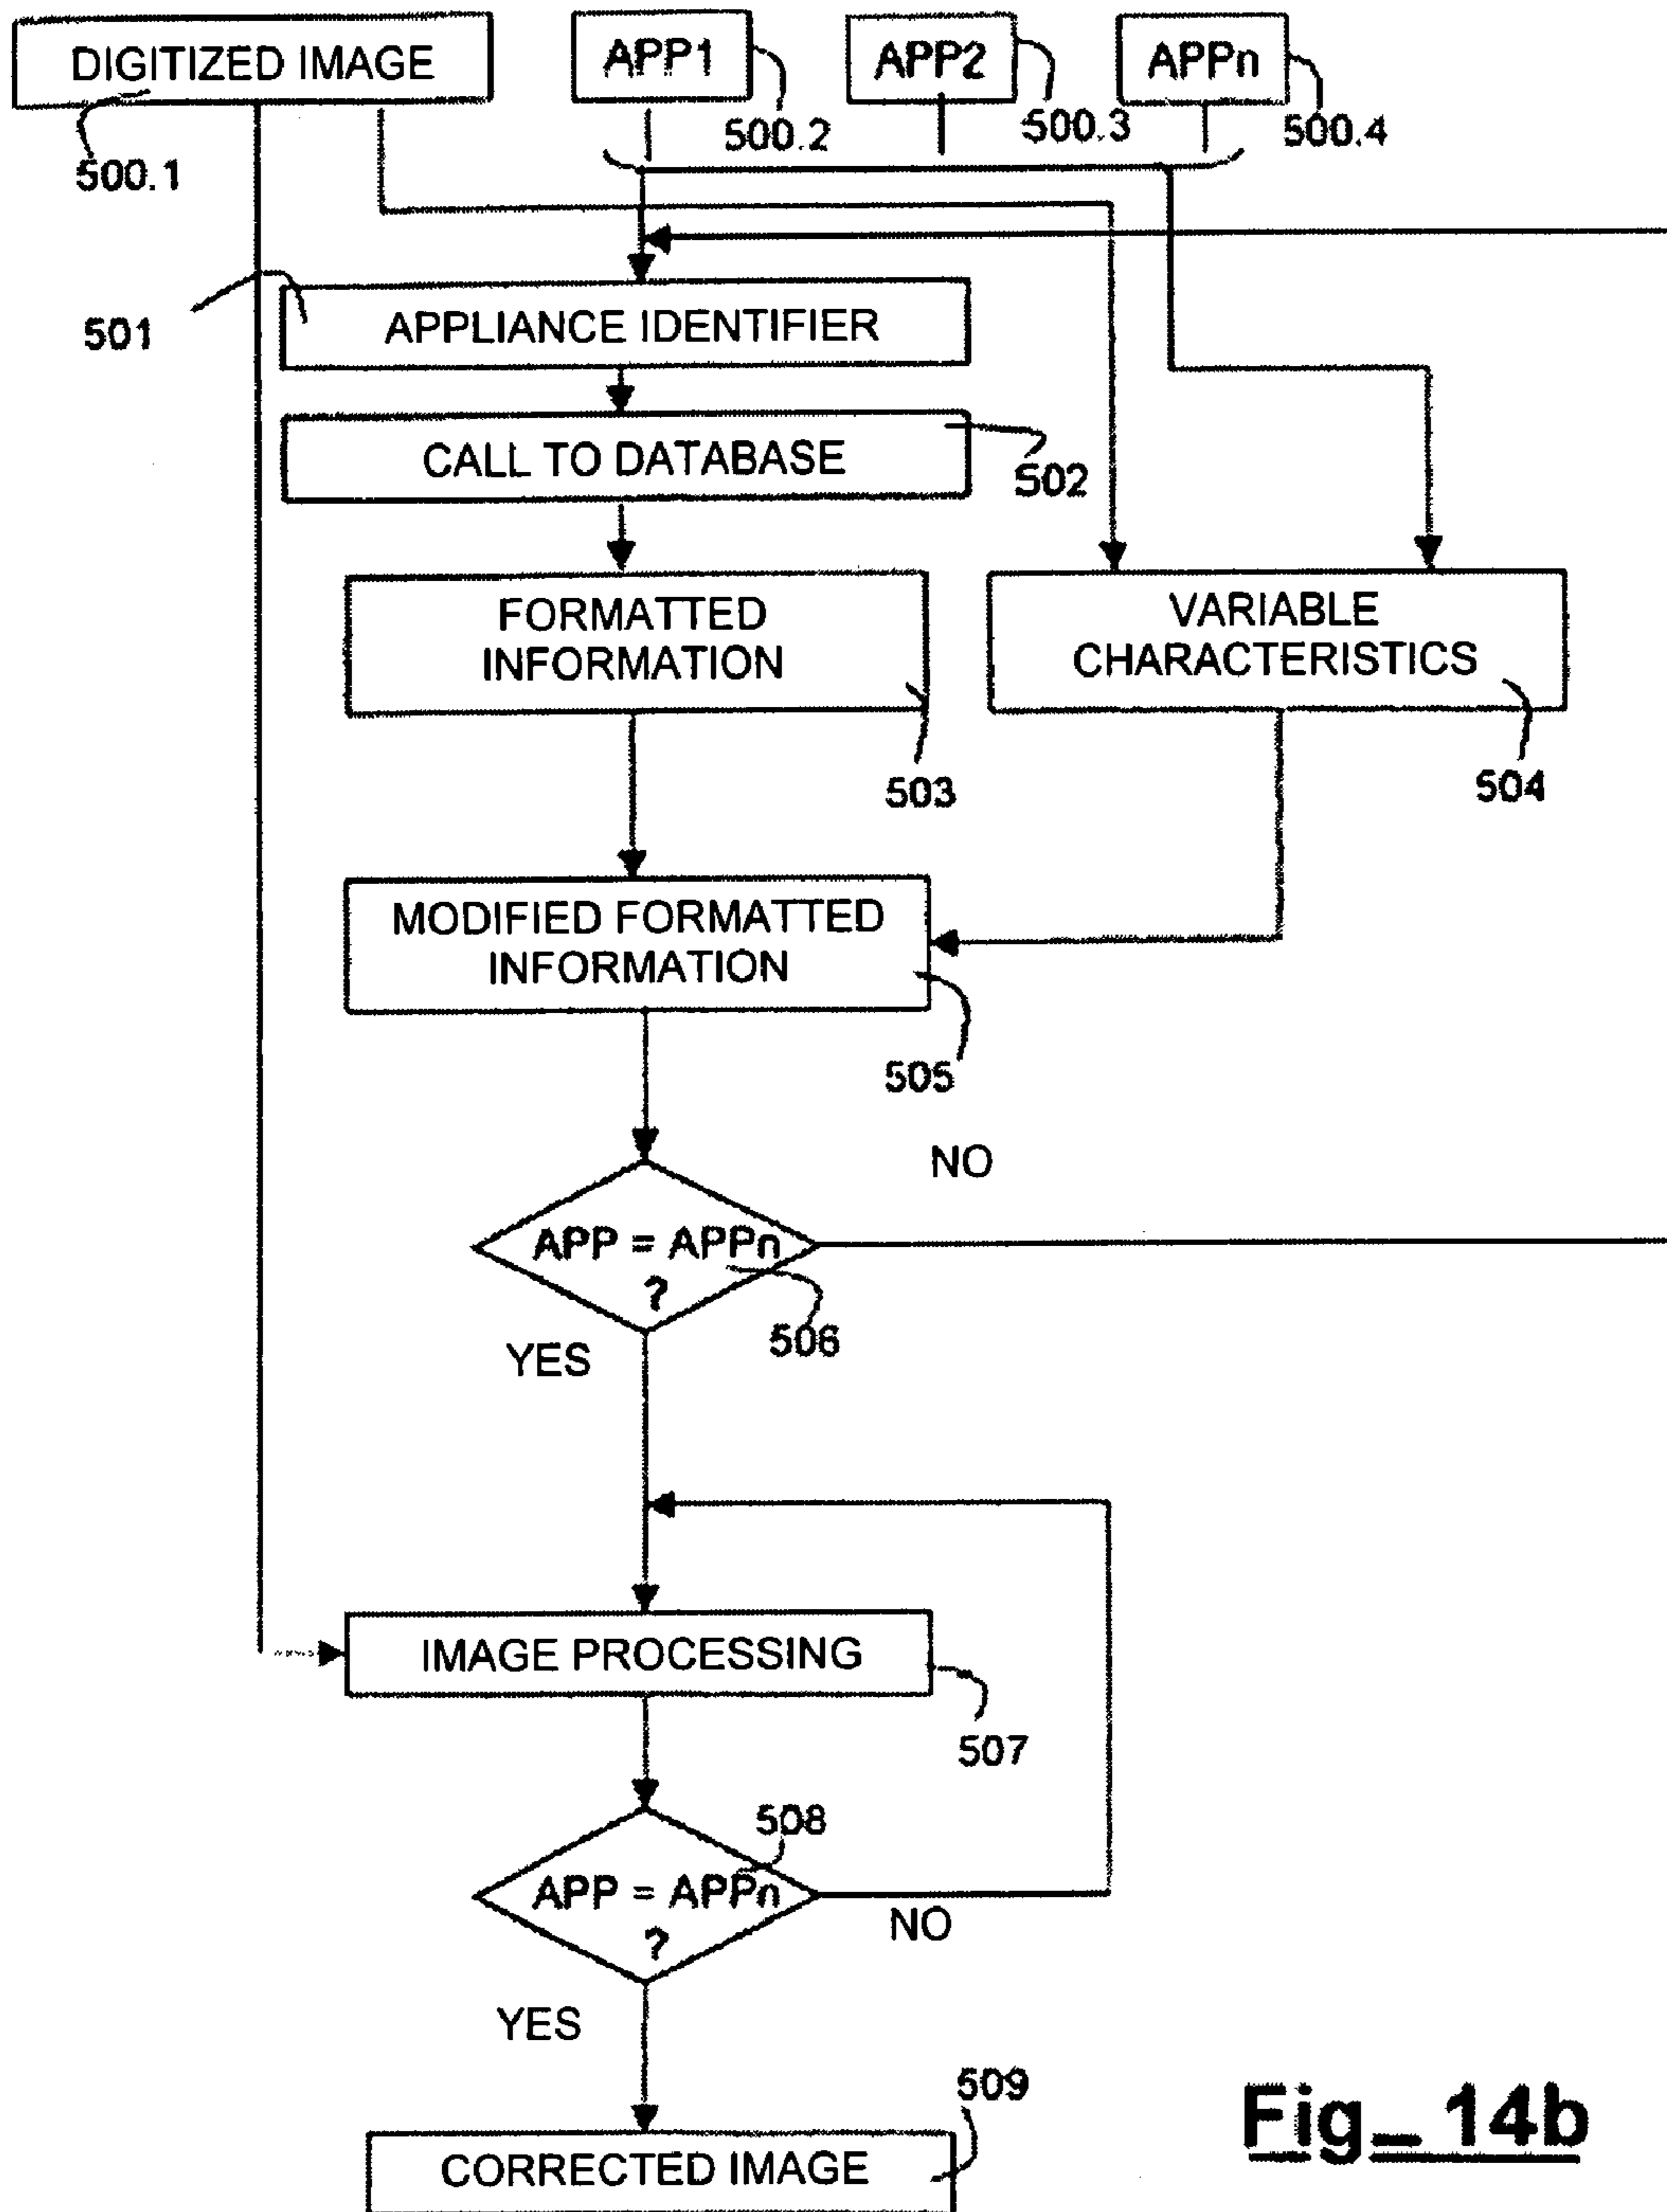 DIGITIZED IMAGE
APP1
APP2
APPn
500.1
500.2
500.3
500.4
501
APPLIANCE IDENTIFIER
CALL TO DATABASE
502
FORMATTED
INFORMATION
503
VARIABLE
CHARACTERISTICS
504
MODIFIED FORMATTED
INFORMATION
505
NO
APP = APPn
?
506
YES
IMAGE PROCESSING
507
508
APP = APPn
?
NO
YES
509
CORRECTED IMAGE
Fig_ 14b